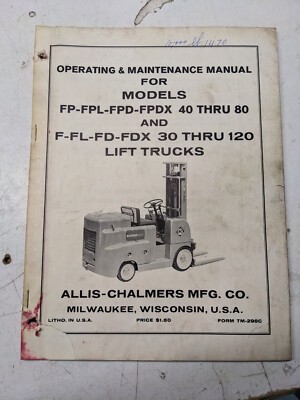 OPERATING & MAINTENANCE MANUAL
FOR
MODELS
FP-FPL-FPD-FPDX 40 THRU 80
AND
F-FL-FD-FDX 30 THRU 120
LIFT TRUCKS
ALLIS-CHALMERS MFG. CO.
MILWAUKEE, WISCONSIN, U.S.A.
LITHO. IN U.S.A. PRICE $1.50 FORM TM-298C